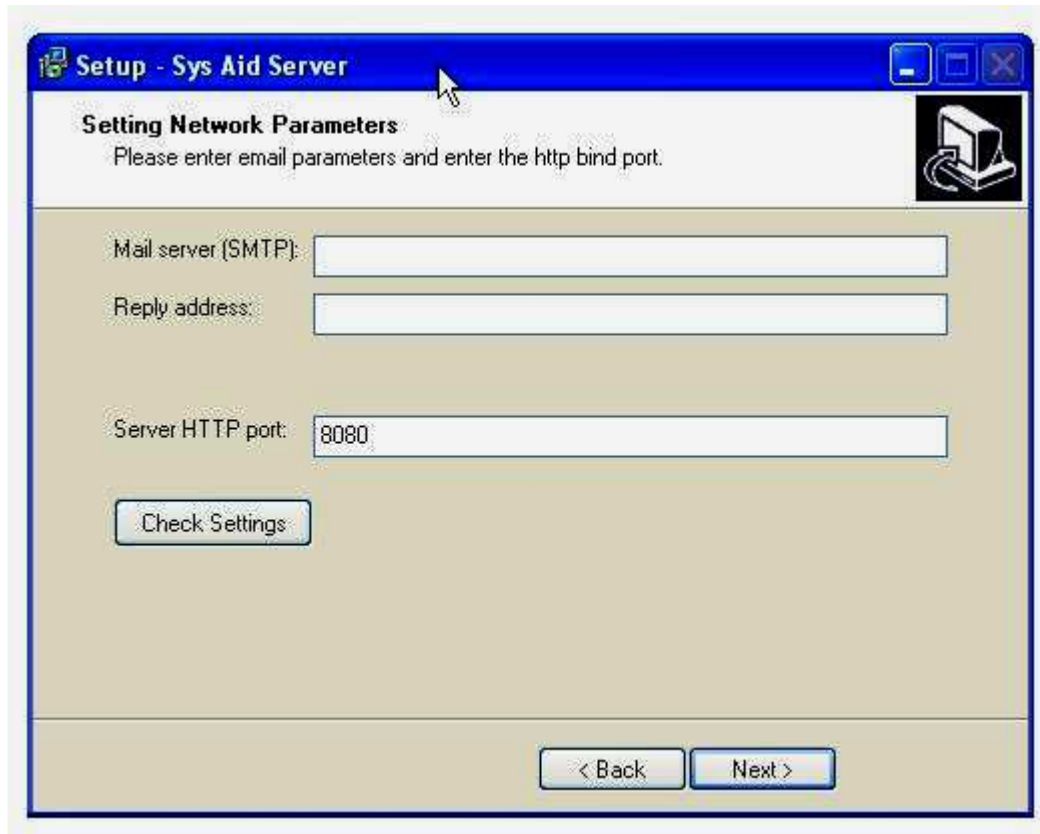 Setup - Sys Aid Server
Setting Network Parameters
Please enter email parameters and enter the http bind port.
Mail server (SMTP):
Reply address:
Server HTTP port: 8080
Check Settings
< Back Next >